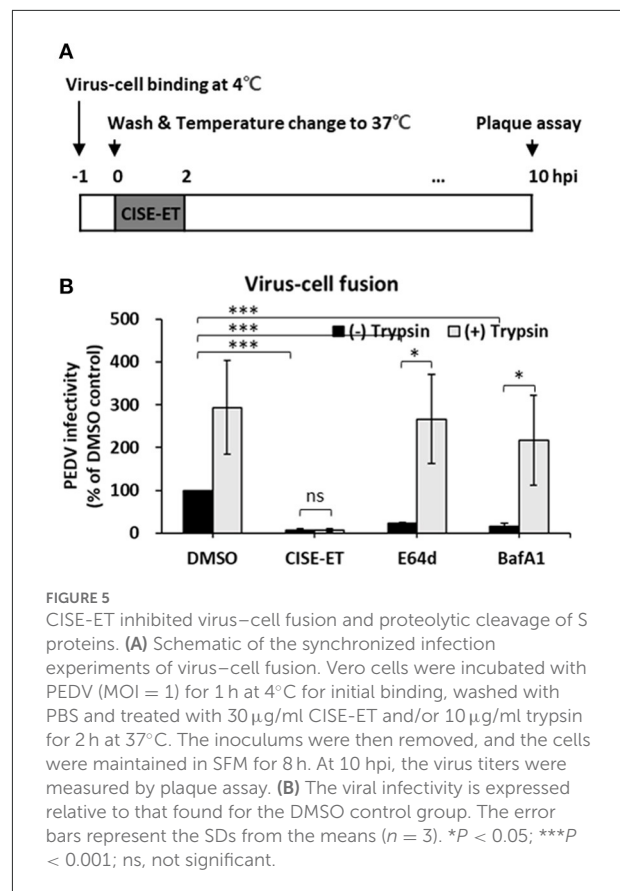 A
Virus-cell binding at 4℃
Wash & Temperature change to 37℃
Plaque assay
-1 0 2 ... 10 hpi
CISE-ET
B
Virus-cell fusion
PEDV infectivity
(% of DMSO control)
500
400
300
200
100
0
***
***
***
(-) Trypsin (+) Trypsin
*
*
ns
DMSO CISE-ET E64d BafA1
FIGURE 5
CISE-ET inhibited virus–cell fusion and proteolytic cleavage of S
proteins. (A) Schematic of the synchronized infection
experiments of virus–cell fusion. Vero cells were incubated with
PEDV (MOI = 1) for 1 h at 4°C for initial binding, washed with
PBS and treated with 30 μg/ml CISE-ET and/or 10 μg/ml trypsin
for 2 h at 37°C. The inoculums were then removed, and the cells
were maintained in SFM for 8 h. At 10 hpi, the virus titers were
measured by plaque assay. (B) The viral infectivity is expressed
relative to that found for the DMSO control group. The error
bars represent the SDs from the means (n = 3). *P < 0.05; ***P
< 0.001; ns, not significant.